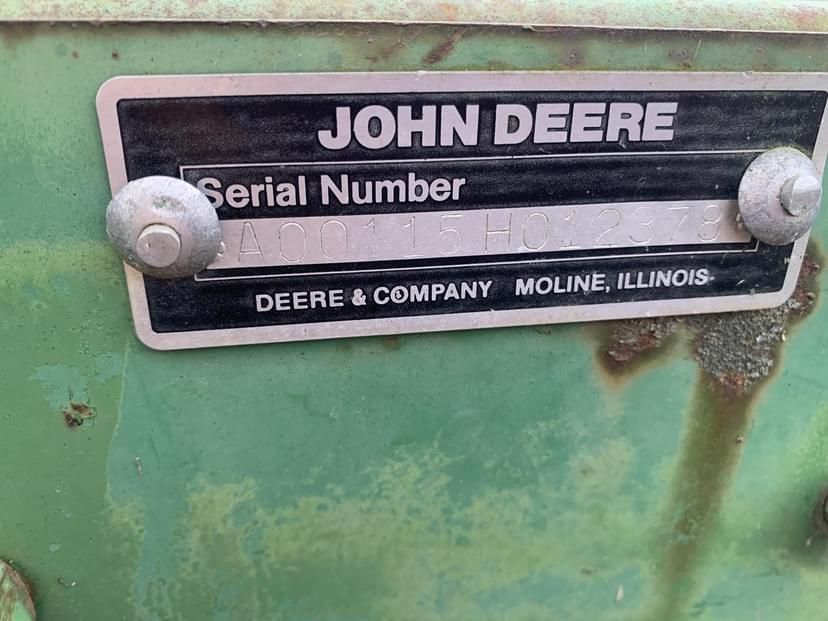 JOHN DEERE
Serial Number
A00115H012378
DEERE & COMPANY MOLINE, ILLINOIS